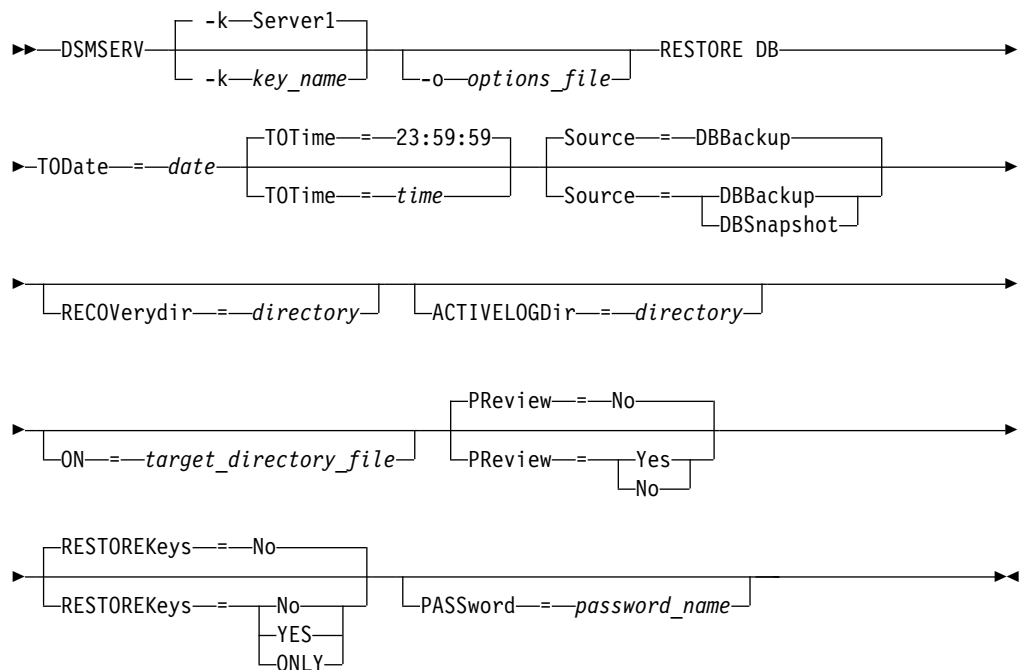 -k Server1
DSMSERV RESTORE DB
-k key_name -o options_file
TOTime = 23:59:59 Source = DBBackup
TODate = date
TOTime = time Source = DBBackup
DBSnapshot
RECOVerydir = directory ACTIVELOGDir = directory
PReview = No
ON = target_directory_file PReview = Yes
No
RESTOREKeys = No
RESTOREKeys = No PASSword = password_name
YES
ONLY